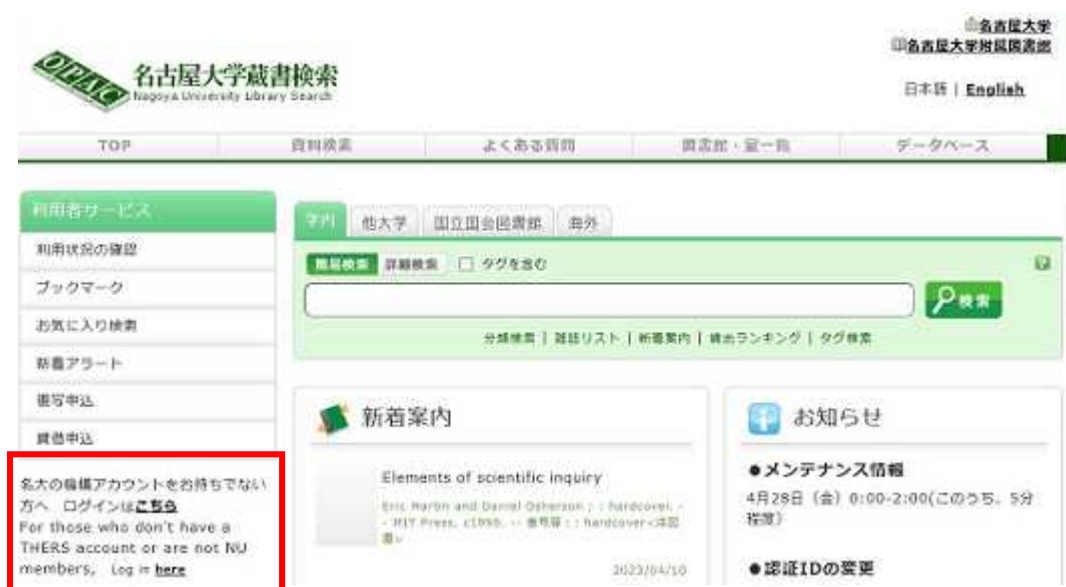 名古屋大学
名古屋大学附属図書館
OPAC
名古屋大学蔵書検索
Nagoya University Library Search
日本語 | English
TOP 資料検索 よくある質問 図書館・室一覧 データベース
利用者サービス
学内 他大学 国立国会図書館 海外
利用状況の確認
簡易検索 詳細検索 タグを含む ?
ブックマーク
検索
お気に入り検索
分類検索 | 雑誌リスト | 新着案内 | 貸出ランキング | タグ検索
新着アラート
複写申込
貸借申込
新着案内
お知らせ
名大の機構アカウントをお持ちでない
方へ ログインはこちら
For those who don't have a
THERS account or are not NU
members, Log in here
Elements of scientific inquiry
Eric Martin and Daniel Osherson ; : hardcover. -
- MIT Press, c1998. -- 巻号等 : : hardcover<洋図
書>
2023/04/10
●メンテナンス情報
4月28日（金）0:00-2:00(このうち、5分
程度）
●認証IDの変更